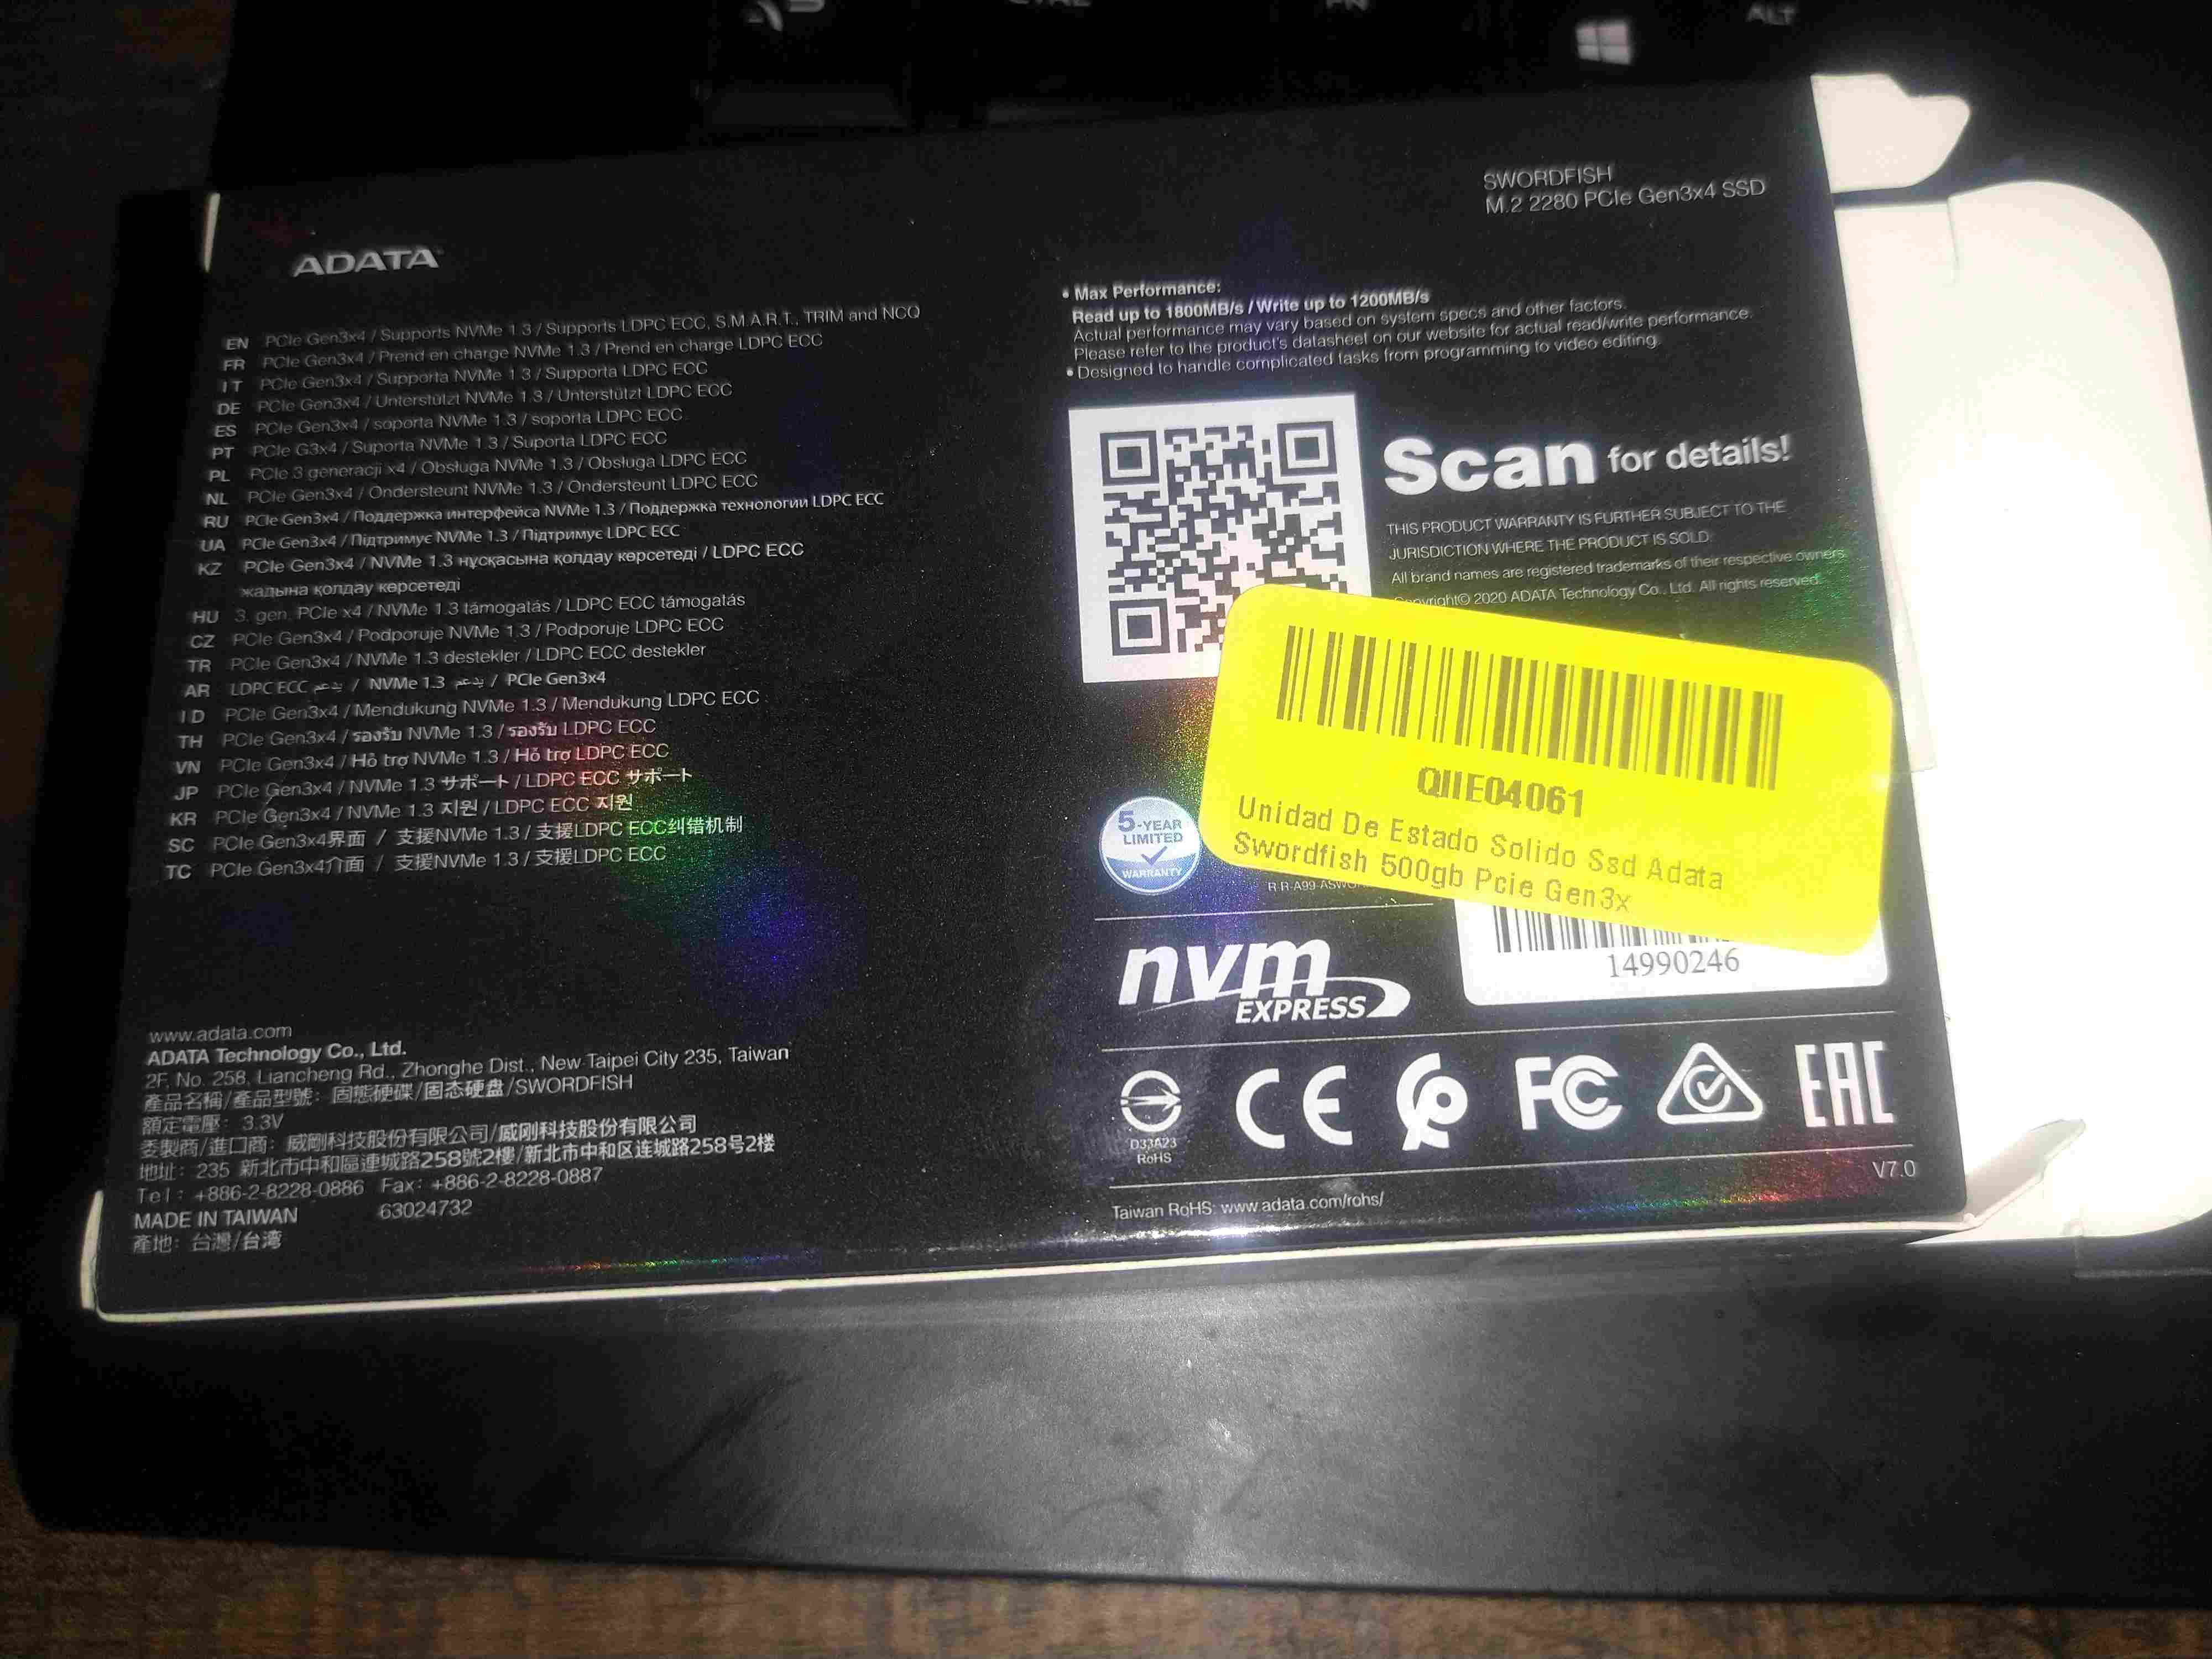 ALT
SWORDFISH
M.2 2280 PCIe Gen3x4 SSD
ADATA
EN PCIe Gen3x4 / Supports NVMe 1.3 / Supports LDPC ECC, S.M.A.R.T., TRIM and NCQ
FR PCIe Gen3x4 / Prend en charge NVMe 1.3 / Prend en charge LDPC ECC
IT PCIe Gen3x4 / Supporta NVMe 1.3 / Supporta LDPC ECC
DE PCIe Gen3x4 / Unterstützt NVMe 1.3 / Unterstützt LDPC ECC
ES PCIe Gen3x4 / soporta NVMe 1.3 / soporta LDPC ECC
PT PCIe G3x4 / Suporta NVMe 1.3 / Suporta LDPC ECC
PL PCIe 3 generacji x4 / Obsługa NVMe 1.3 / Obsługa LDPC ECC
NL PCIe Gen3x4 / Ondersteunt NVMe 1.3 / Ondersteunt LDPC ECC
RU PCIe Gen3x4 / Поддержка интерфейса NVMe 1.3 / Поддержка технологии LDPC ECC
UA PCIe Gen3x4 / Підтримує NVMe 1.3 / Підтримує LDPC ECC
KZ PCIe Gen3x4 / NVMe 1.3 нұсқасына қолдау көрсетеді / LDPC ECC
жадына қолдау көрсетеді
HU 3. gen. PCIe x4 / NVMe 1.3 támogatás / LDPC ECC támogatás
CZ PCIe Gen3x4 / Podporuje NVMe 1.3 / Podporuje LDPC ECC
TR PCIe Gen3x4 / NVMe 1.3 destekler / LDPC ECC destekler
AR LDPC ECC يدعم / NVMe 1.3 يدعم / PCIe Gen3x4
ID PCIe Gen3x4 / Mendukung NVMe 1.3 / Mendukung LDPC ECC
TH PCIe Gen3x4 / รองรับ NVMe 1.3 / รองรับ LDPC ECC
VN PCIe Gen3x4 / Hỗ trợ NVMe 1.3 / Hỗ trợ LDPC ECC
JP PCIe Gen3x4 / NVMe 1.3 サポート / LDPC ECC サポート
KR PCIe Gen3x4 / NVMe 1.3 지원 / LDPC ECC 지원
SC PCIe Gen3x4界面 / 支援NVMe 1.3 / 支援LDPC ECC纠错机制
TC PCIe Gen3x4介面 / 支援NVMe 1.3 / 支援LDPC ECC
www.adata.com
ADATA Technology Co., Ltd.
2F, No. 258, Liancheng Rd., Zhonghe Dist., New Taipei City 235, Taiwan
產品名稱/產品型號：固態硬碟/固态硬盘/SWORDFISH
額定電壓：3.3V
委製商/進口商：威剛科技股份有限公司/威刚科技股份有限公司
地址：235 新北市中和區連城路258號2樓/新北市中和区连城路258号2楼
Tel：+886-2-8228-0886 Fax：+886-2-8228-0887
MADE IN TAIWAN 63024732
產地：台灣/台湾
• Max Performance:
Read up to 1800MB/s / Write up to 1200MB/s
Actual performance may vary based on system specs and other factors.
Please refer to the product's datasheet on our website for actual read/write performance.
• Designed to handle complicated tasks from programming to video editing.
Scan for details!
THIS PRODUCT WARRANTY IS FURTHER SUBJECT TO THE
JURISDICTION WHERE THE PRODUCT IS SOLD.
All brand names are registered trademarks of their respective owners.
Copyright© 2020 ADATA Technology Co., Ltd. All rights reserved.
QIIE04061
Unidad De Estado Solido Ssd Adata
Swordfish 500gb Pcie Gen3x
5-YEAR
LIMITED
WARRANTY
14990246
nvm
EXPRESS
D33A23
RoHS
CE
FC
EAC
V7.0
Taiwan RoHS: www.adata.com/rohs/